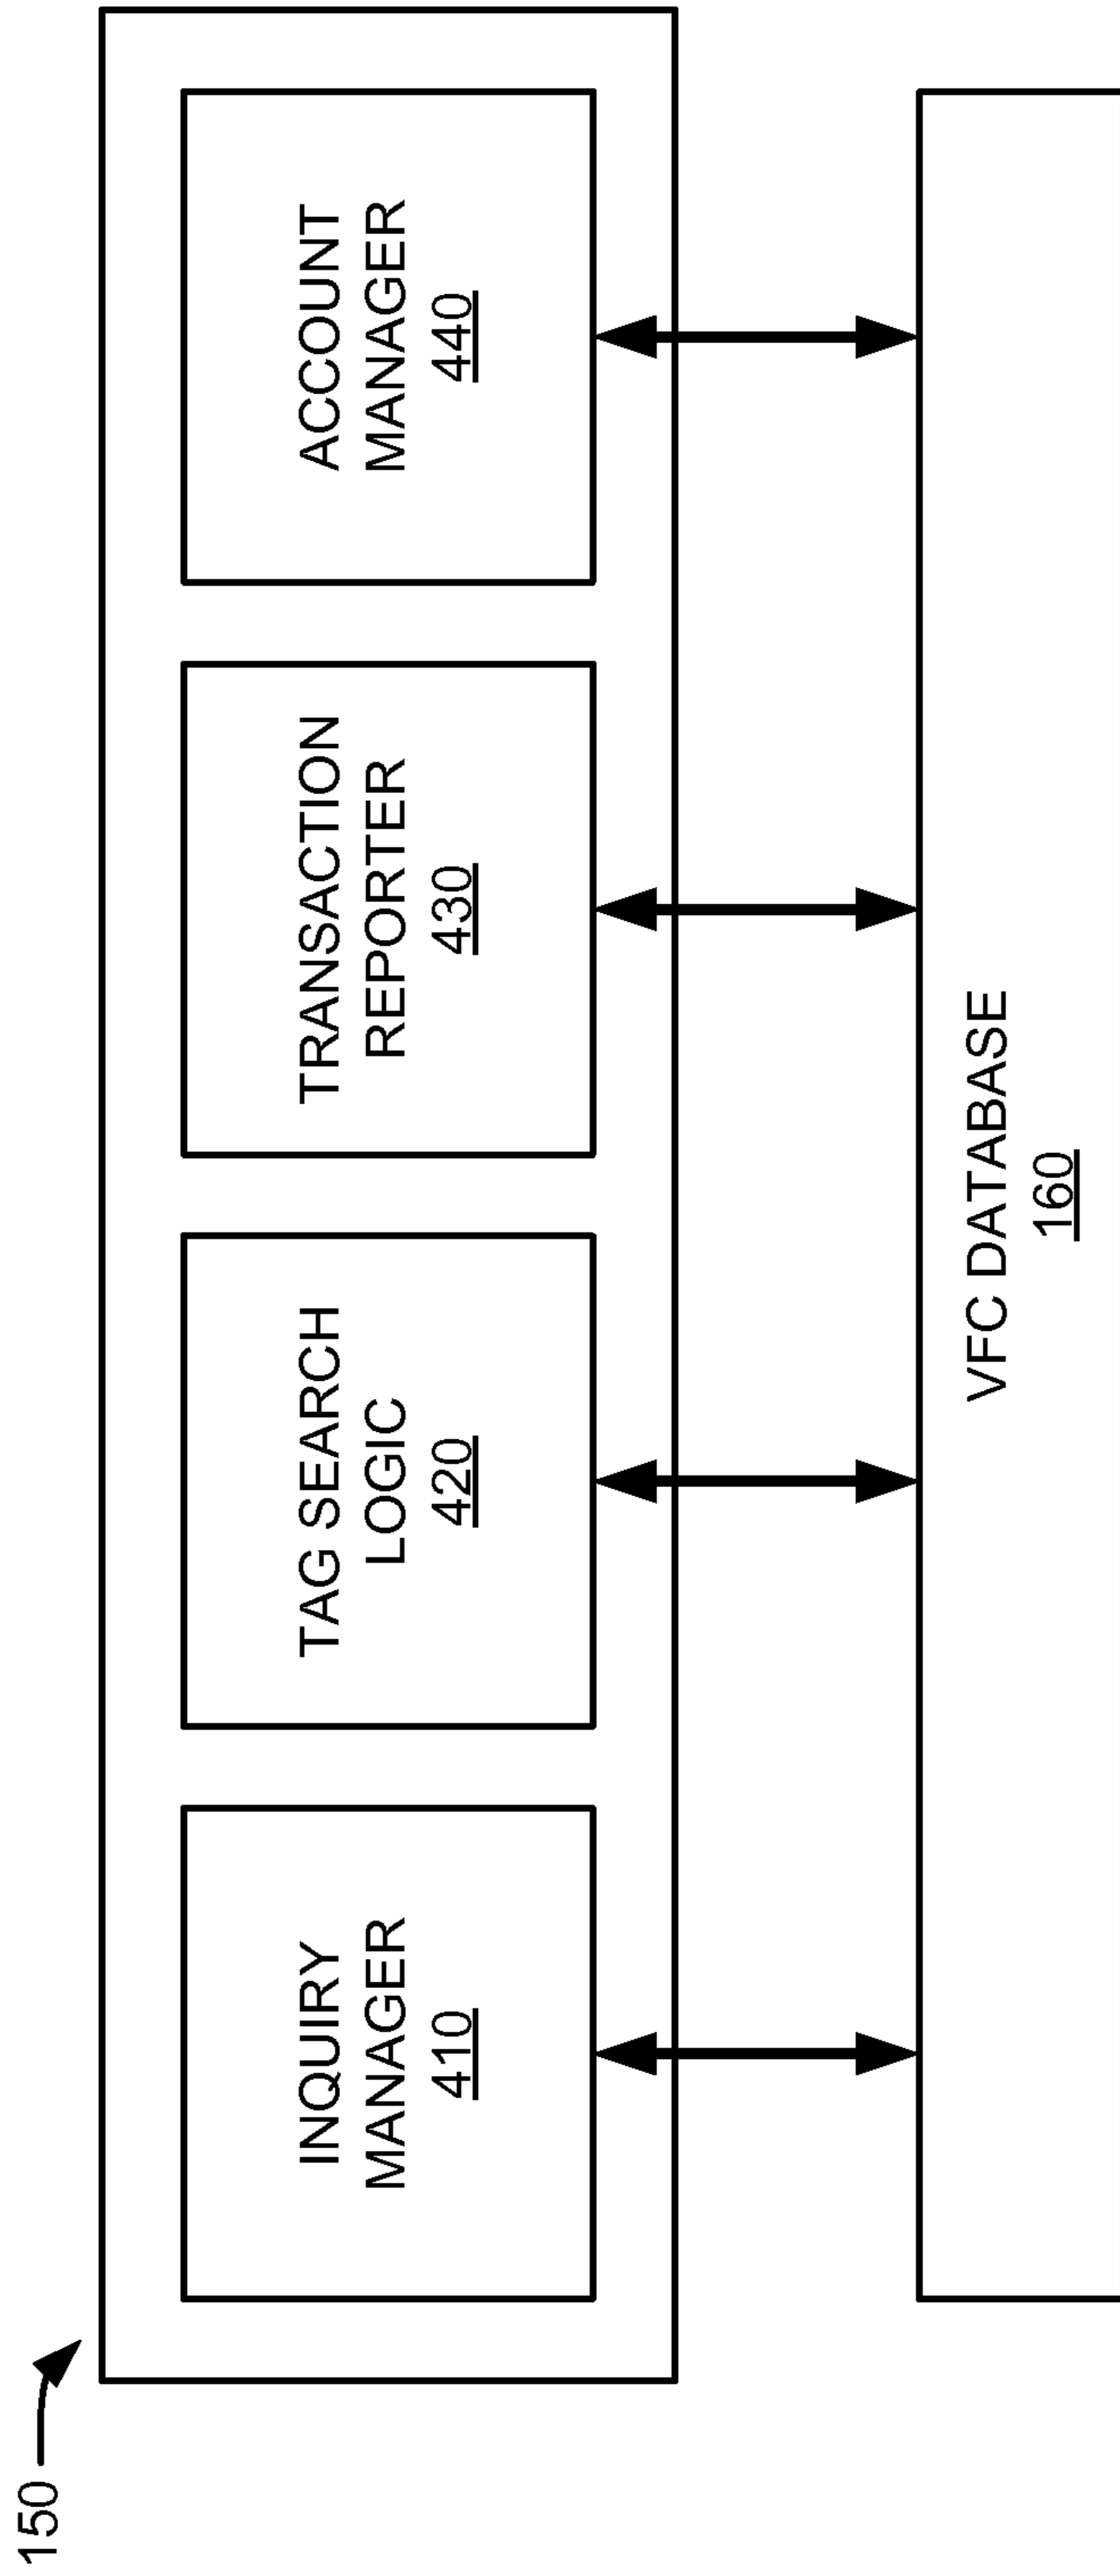 150
INQUIRY
MANAGER
410
TAG SEARCH
LOGIC
420
TRANSACTION
REPORTER
430
ACCOUNT
MANAGER
440
VFC DATABASE
160